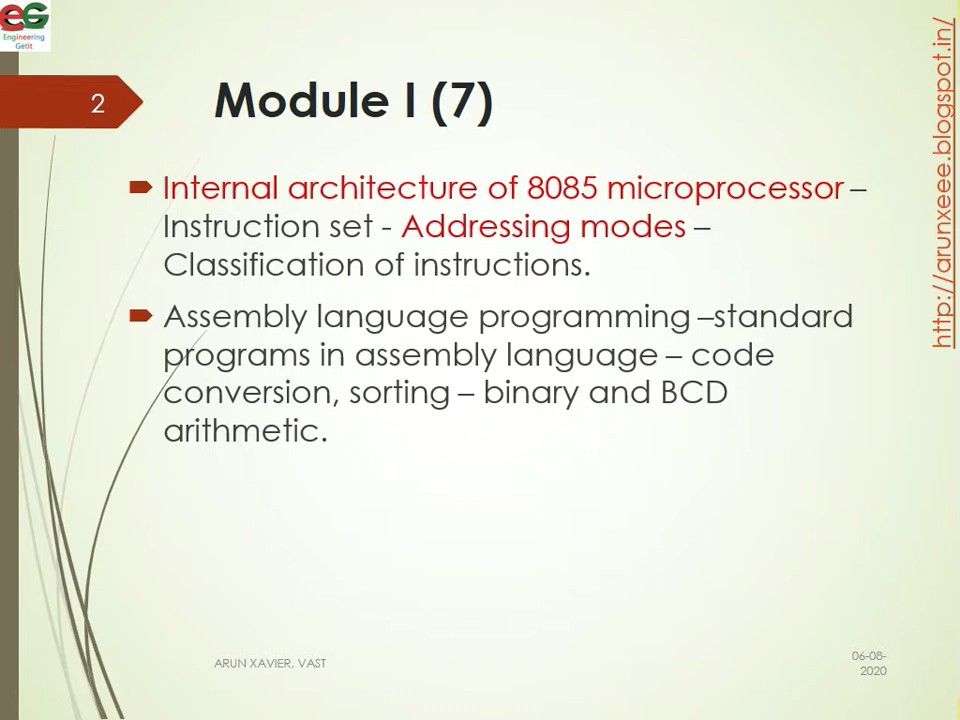 EG
Engineering
Getit
2
Module I (7)
Internal architecture of 8085 microprocessor –
Instruction set - Addressing modes –
Classification of instructions.
Assembly language programming –standard
programs in assembly language – code
conversion, sorting – binary and BCD
arithmetic.
http://arunxeee.blogspot.in/
ARUN XAVIER, VAST
06-08-
2020